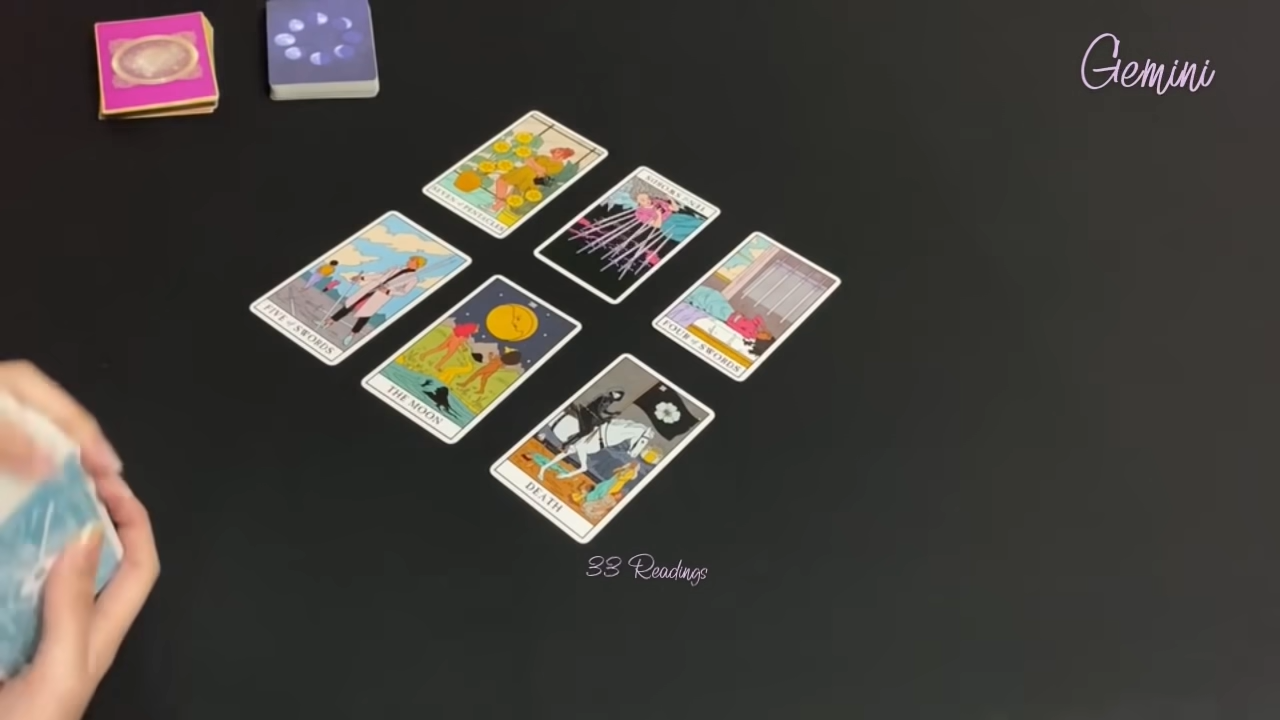 Gemini
SEVEN of PENTACLES
TEN of SWORDS
FOUR of SWORDS
FIVE of SWORDS
THE MOON
DEATH
33 Readings